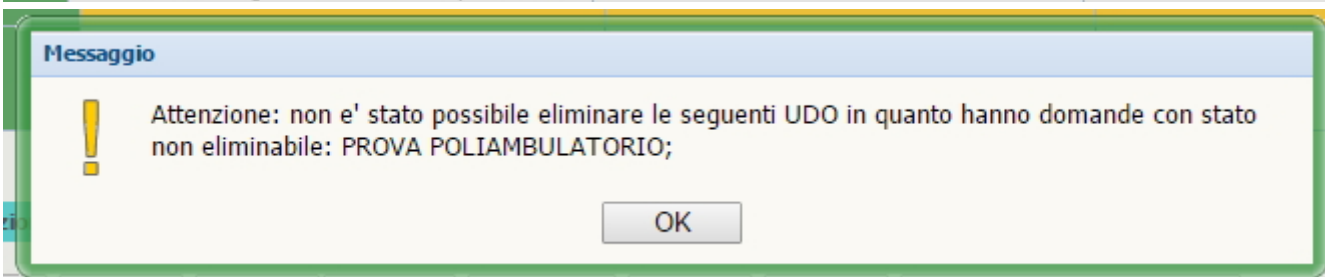 Messaggio
Attenzione: non e' stato possibile eliminare le seguenti UDO in quanto hanno domande con stato
non eliminabile: PROVA POLIAMBULATORIO;
OK